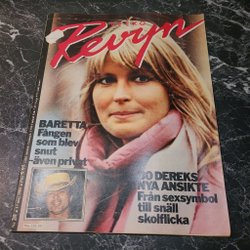 Revyn
BARETTA
Fången
som blev
snut
-även privat
BO DEREKS
NYA ANSIKTE
Från sexsymbol
till snäll
skolflicka